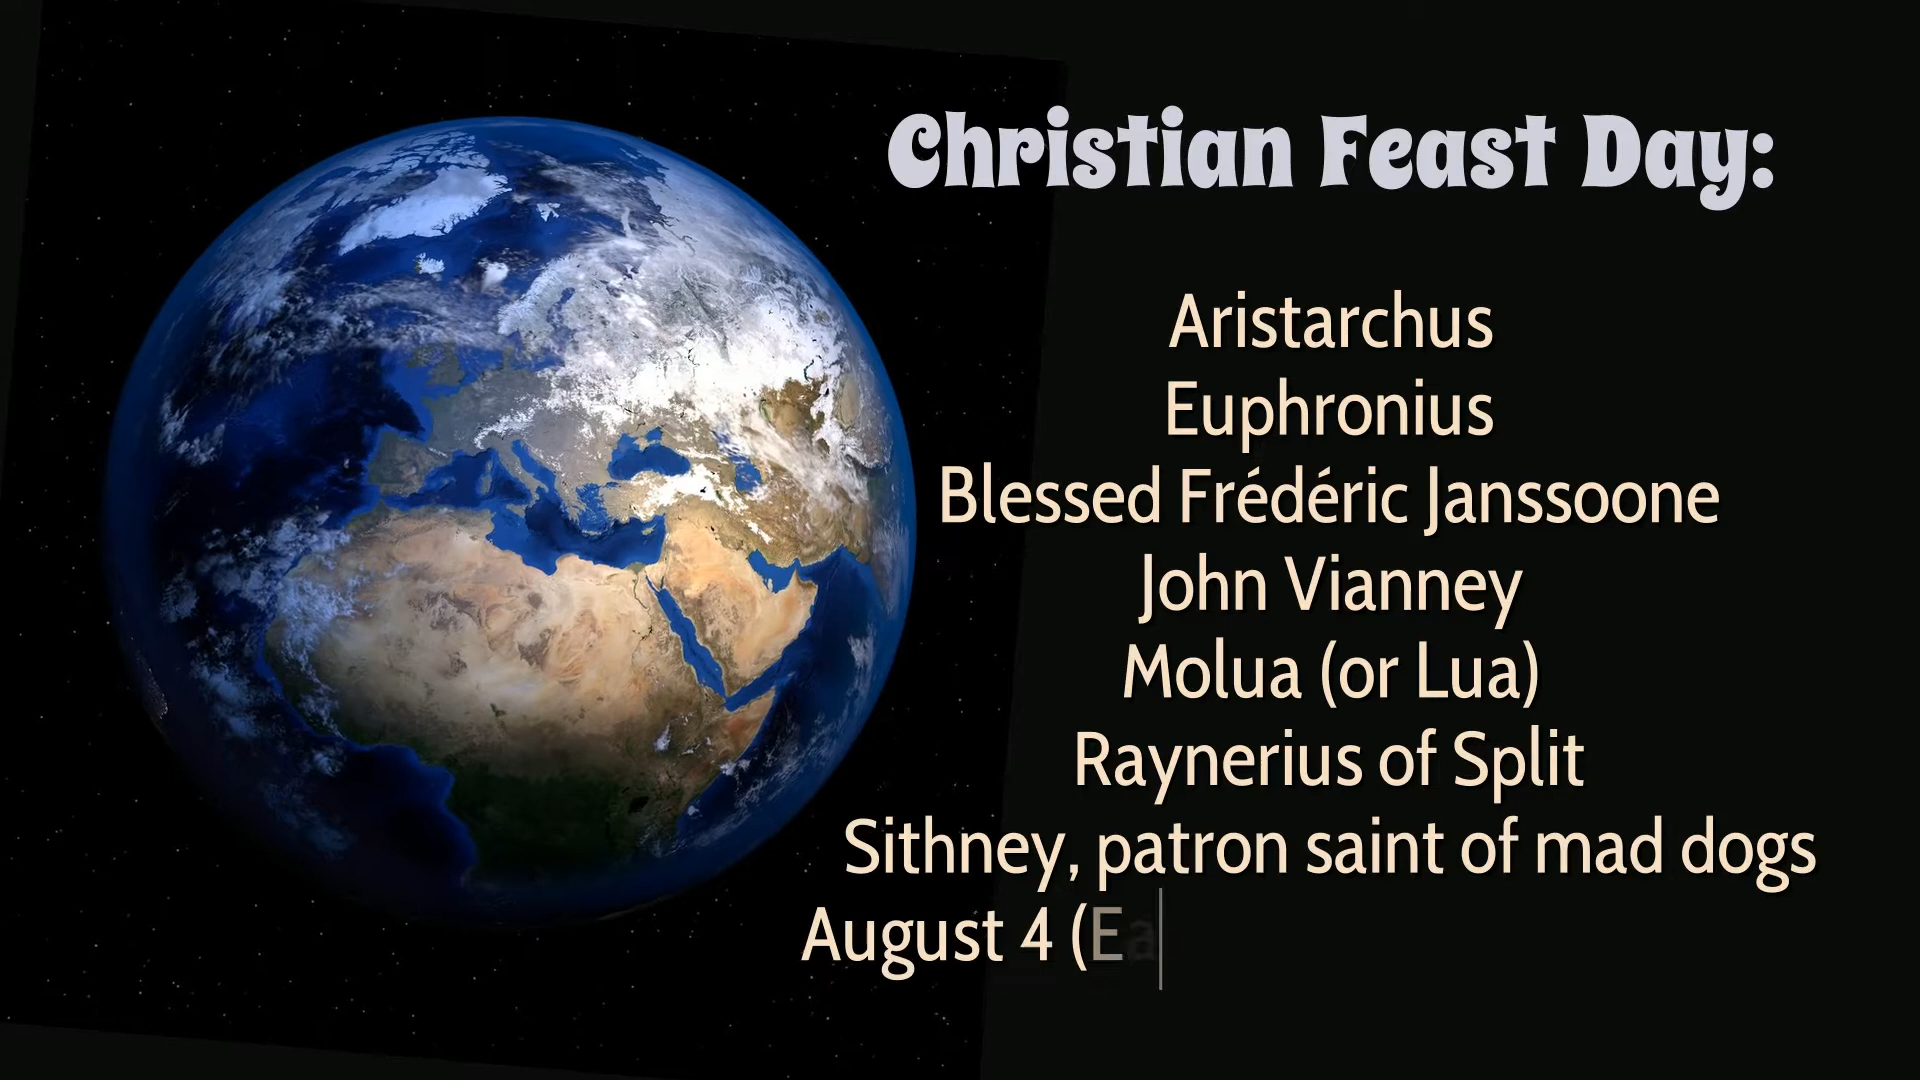 Christian Feast Day:
Aristarchus
Euphronius
Blessed Frédéric Janssoone
John Vianney
Molua (or Lua)
Raynerius of Split
Sithney, patron saint of mad dogs
August 4 (Ea